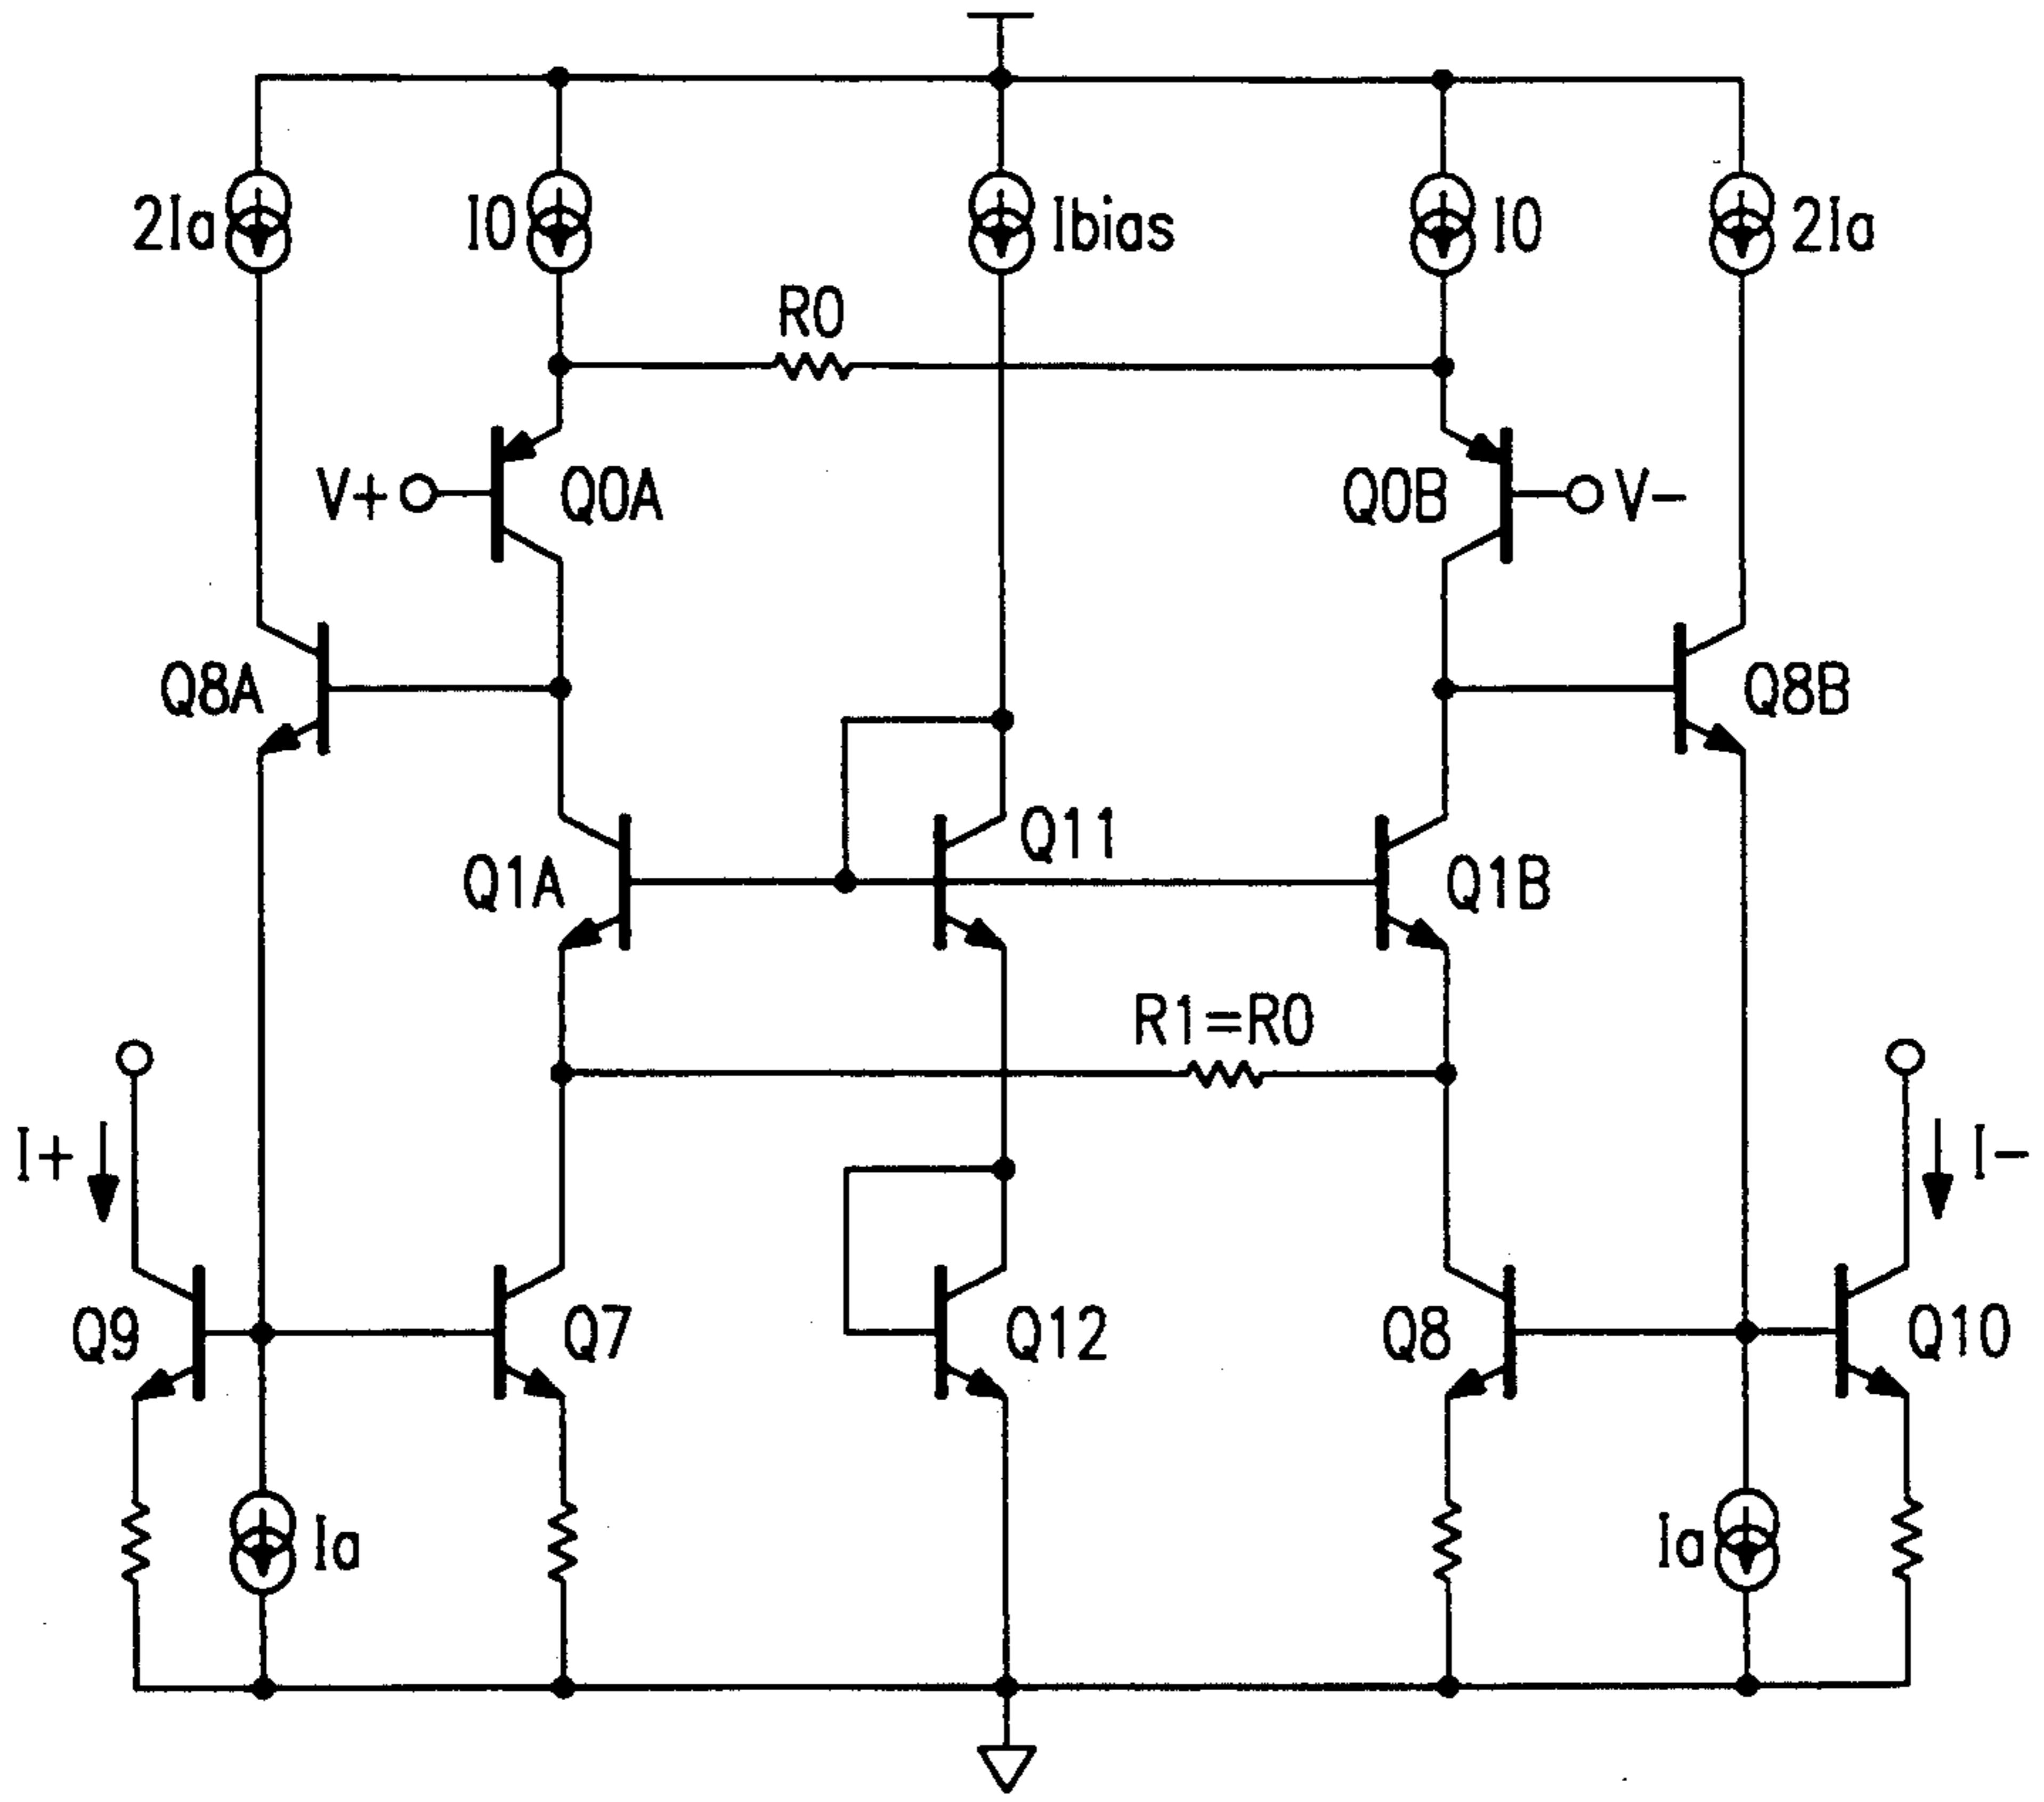 2Ia
I0
Ibias
I0
2Ia
R0
V+
Q0A
Q0B
V-
Q8A
Q8B
Q11
Q1A
Q1B
R1=R0
I+
I-
Q9
Q7
Q12
Q8
Q10
Ia
Ia